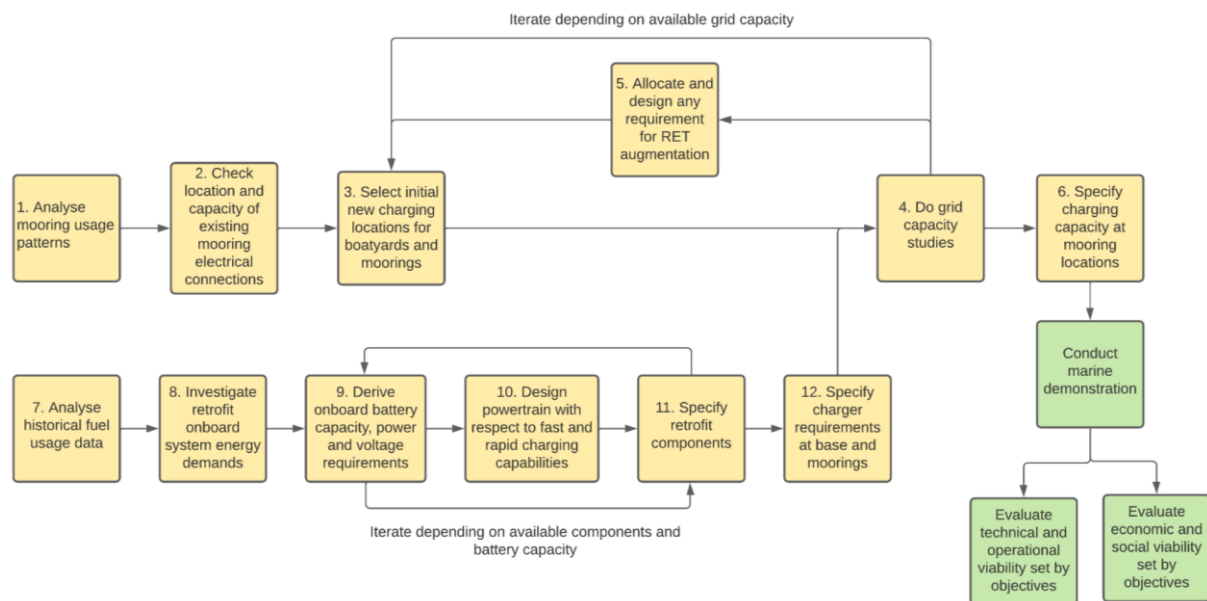 Iterate depending on available grid capacity
5. Allocate and
design any
requirement
for RET
augmentation
1. Analyse
mooring usage
patterns
2. Check
location and
capacity of
existing
mooring
electrical
connections
3. Select initial
new charging
locations for
boatyards and
moorings
4. Do grid
capacity
studies
6. Specify
charging
capacity at
mooring
locations
Conduct
marine
demonstration
7. Analyse
historical fuel
usage data
8. Investigate
retrofit
onboard
system energy
demands
9. Derive
onboard battery
capacity, power
and voltage
requirements
10. Design
powertrain with
respect to fast and
rapid charging
capabilities
11. Specify
retrofit
components
12. Specify
charger
requirements
at base and
moorings
Iterate depending on available components and
battery capacity
Evaluate
technical and
operational
viability set by
objectives
Evaluate
economic and
social viability
set by
objectives